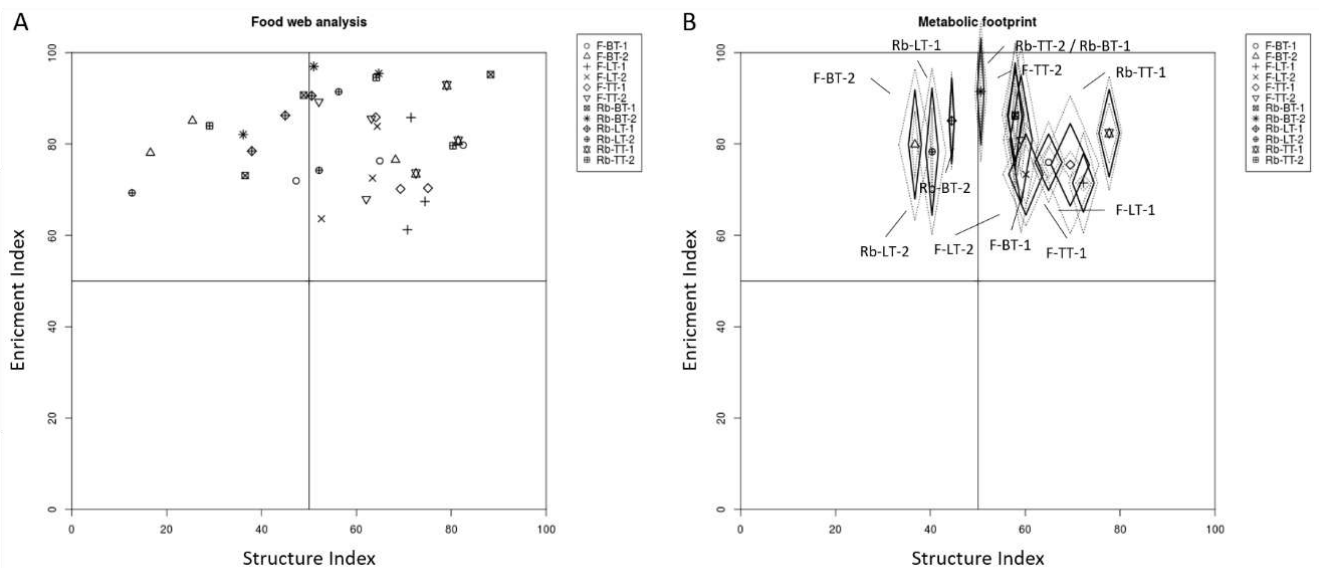 A
Food web analysis
Enricment Index
100
80
60
40
20
0
0
20
40
60
80
100
Structure Index
F-BT-1
F-BT-2
F-LT-1
F-LT-2
F-TT-1
F-TT-2
Rb-BT-1
Rb-BT-2
Rb-LT-1
Rb-LT-2
Rb-TT-1
Rb-TT-2
B
Metabolic footprint
Enricment Index
100
80
60
40
20
0
Rb-LT-1
Rb-TT-2 / Rb-BT-1
F-BT-2
F-TT-2
Rb-TT-1
Rb-BT-2
F-LT-1
Rb-LT-2
F-LT-2
F-BT-1
F-TT-1
0
20
40
60
80
100
Structure Index
F-BT-1
F-BT-2
F-LT-1
F-LT-2
F-TT-1
F-TT-2
Rb-BT-1
Rb-BT-2
Rb-LT-1
Rb-LT-2
Rb-TT-1
Rb-TT-2